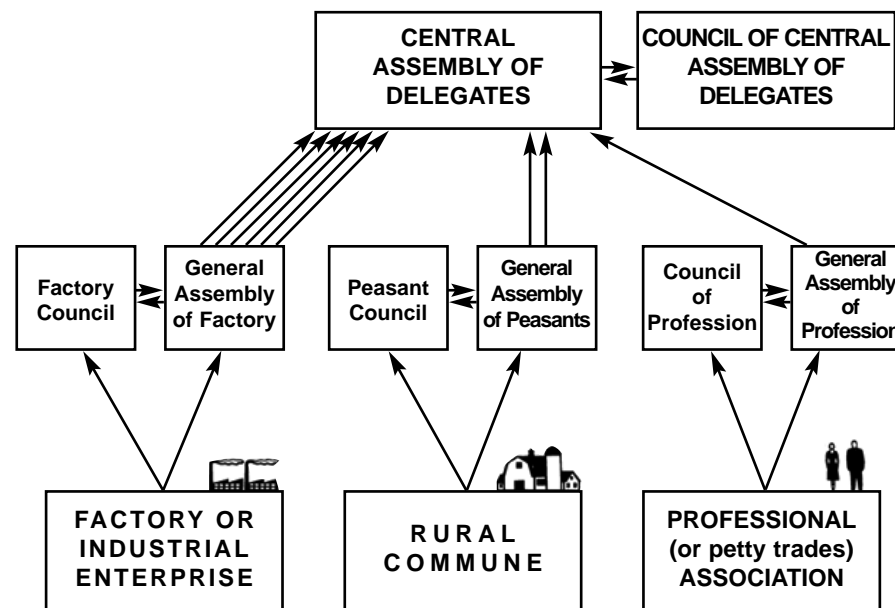 CENTRAL
ASSEMBLY OF
DELEGATES
COUNCIL OF CENTRAL
ASSEMBLY OF
DELEGATES
Factory
Council
General
Assembly
of Factory
Peasant
Council
General
Assembly
of Peasants
Council
of
Profession
General
Assembly
of
Profession
FACTORY OR
INDUSTRIAL
ENTERPRISE
RURAL
COMMUNE
PROFESSIONAL
(or petty trades)
ASSOCIATION